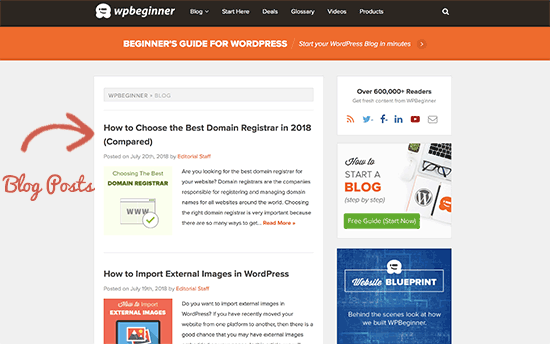 wpbeginner
Blog Start Here Deals Glossary Videos Products
BEGINNER'S GUIDE FOR WORDPRESS / Start your WordPress Blog in minutes
WPBEGINNER » BLOG
How to Choose the Best Domain Registrar in 2018
(Compared)
Posted on July 20th, 2018 by Editorial Staff
Choosing The Best
DOMAIN REGISTRAR
WWW
Are you looking for the best domain registrar for
your website? Domain registrars are the companies
responsible for registering and managing domain
names for all websites around the world. Choosing
the right domain registrar is very important because
there are so many ways to get... Read More »
Blog Posts
How to Import External Images in WordPress
Posted on July 19th, 2018 by Editorial Staff
How to Import
EXTERNAL IMAGES
Do you want to import external images in
WordPress? If you have recently moved your
website from one platform to another, then there is a
good chance that you may have external images
Over 600,000+ Readers
Get fresh content from WPBeginner
How to
START A
BLOG
(step by step)
Free Guide (Start Now)
Website
BLUEPRINT
Behind the scenes look at how
we built WPBeginner.